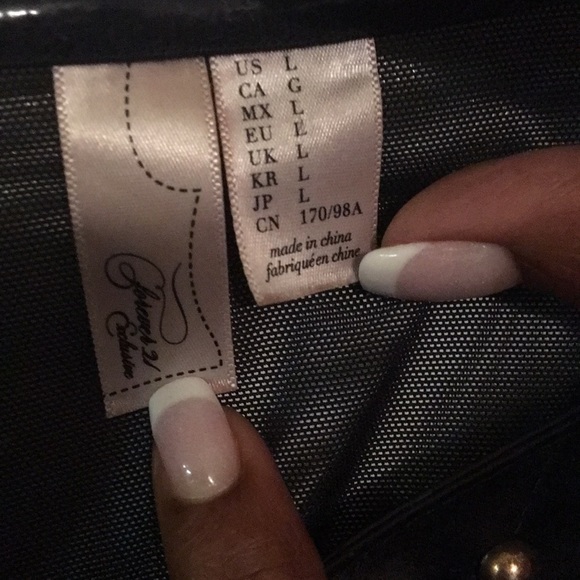 Forever 21
Exclusive
US L
CA G
MX L
EU L
UK L
KR L
JP L
CN 170/98A
made in china
fabriqué en chine